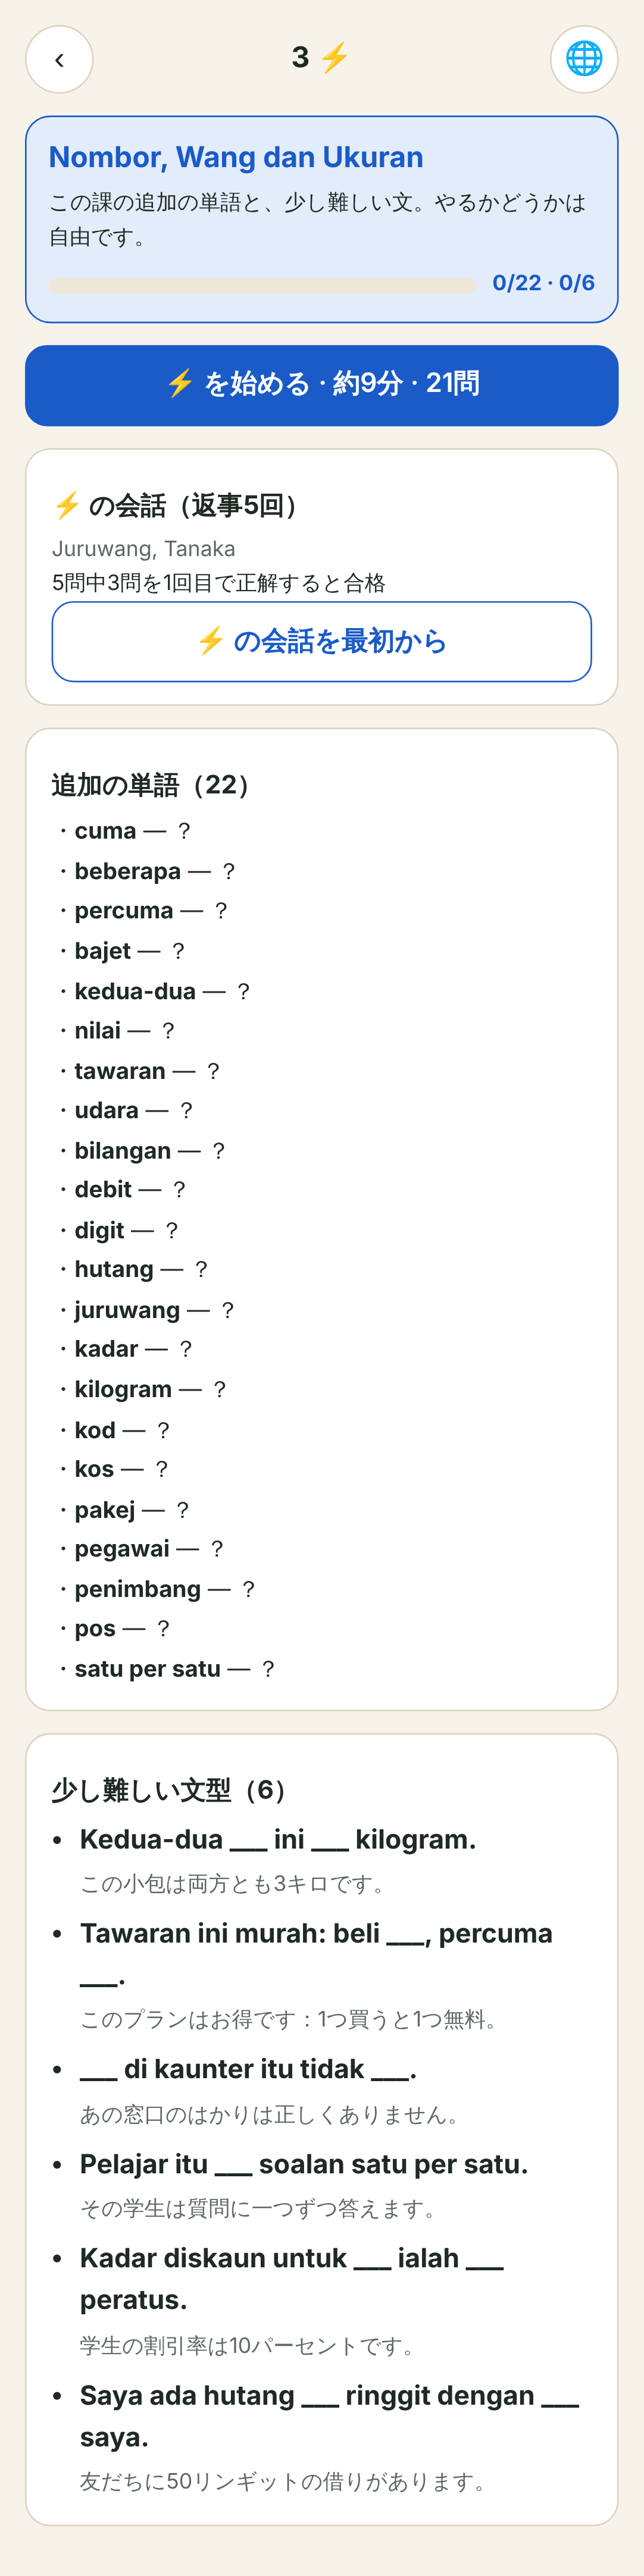 ‹
3 ⚡
🌐
Nombor, Wang dan Ukuran
この課の追加の単語と、少し難しい文。やるかどうかは
自由です。
0/22 · 0/6
⚡ を始める · 約9分 · 21問
⚡ の会話（返事5回）
Juruwang, Tanaka
5問中3問を1回目で正解すると合格
⚡ の会話を最初から
追加の単語（22）
· cuma — ？
· beberapa — ？
· percuma — ？
· bajet — ？
· kedua-dua — ？
· nilai — ？
· tawaran — ？
· udara — ？
· bilangan — ？
· debit — ？
· digit — ？
· hutang — ？
· juruwang — ？
· kadar — ？
· kilogram — ？
· kod — ？
· kos — ？
· pakej — ？
· pegawai — ？
· penimbang — ？
· pos — ？
· satu per satu — ？
少し難しい文型（6）
• Kedua-dua ___ ini ___ kilogram.
この小包は両方とも3キロです。
• Tawaran ini murah: beli ___, percuma
___.
このプランはお得です：1つ買うと1つ無料。
• ___ di kaunter itu tidak ___.
あの窓口のはかりは正しくありません。
• Pelajar itu ___ soalan satu per satu.
その学生は質問に一つずつ答えます。
• Kadar diskaun untuk ___ ialah ___
peratus.
学生の割引率は10パーセントです。
• Saya ada hutang ___ ringgit dengan ___
saya.
友だちに50リンギットの借りがあります。